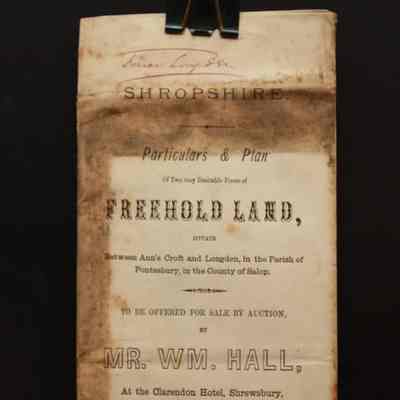 SHROPSHIRE.
Particulars & Plan
Of Two very Desirable Pieces of
FREEHOLD LAND,
SITUATE
Between Ann's Croft and Longden, in the Parish of
Pontesbury, in the County of Salop;
TO BE OFFERED FOR SALE BY AUCTION,
BY
MR. WM. HALL,
At the Clarendon Hotel, Shrewsbury,